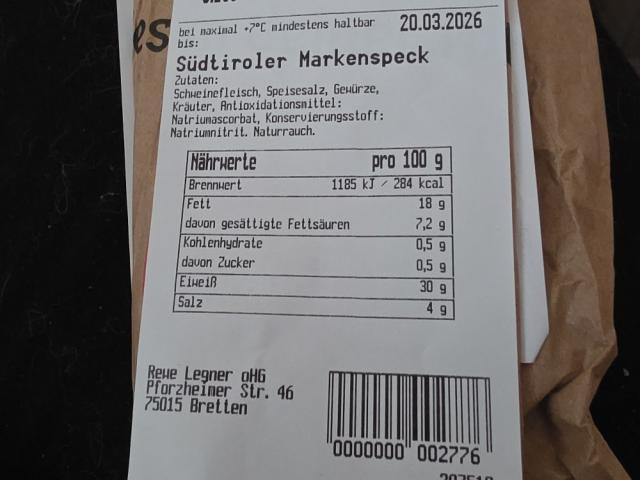 es
bei maximal +7°C mindestens haltbar 20.03.2026
bis:
Südtiroler Markenspeck
Zutaten:
Schweinefleisch, Speisesalz, Gewürze,
Kräuter, Antioxidationsmittel:
Natriumascorbat, Konservierungsstoff:
Natriumnitrit. Naturrauch.
Nährwerte pro 100 g
Brennwert 1185 kJ / 284 kcal
Fett 18 g
davon gesättigte Fettsäuren 7,2 g
Kohlenhydrate 0,5 g
davon Zucker 0,5 g
Eiweiß 30 g
Salz 4 g
Rewe Legner oHG
Pforzheimer Str. 46
75015 Bretten
0000000 002776